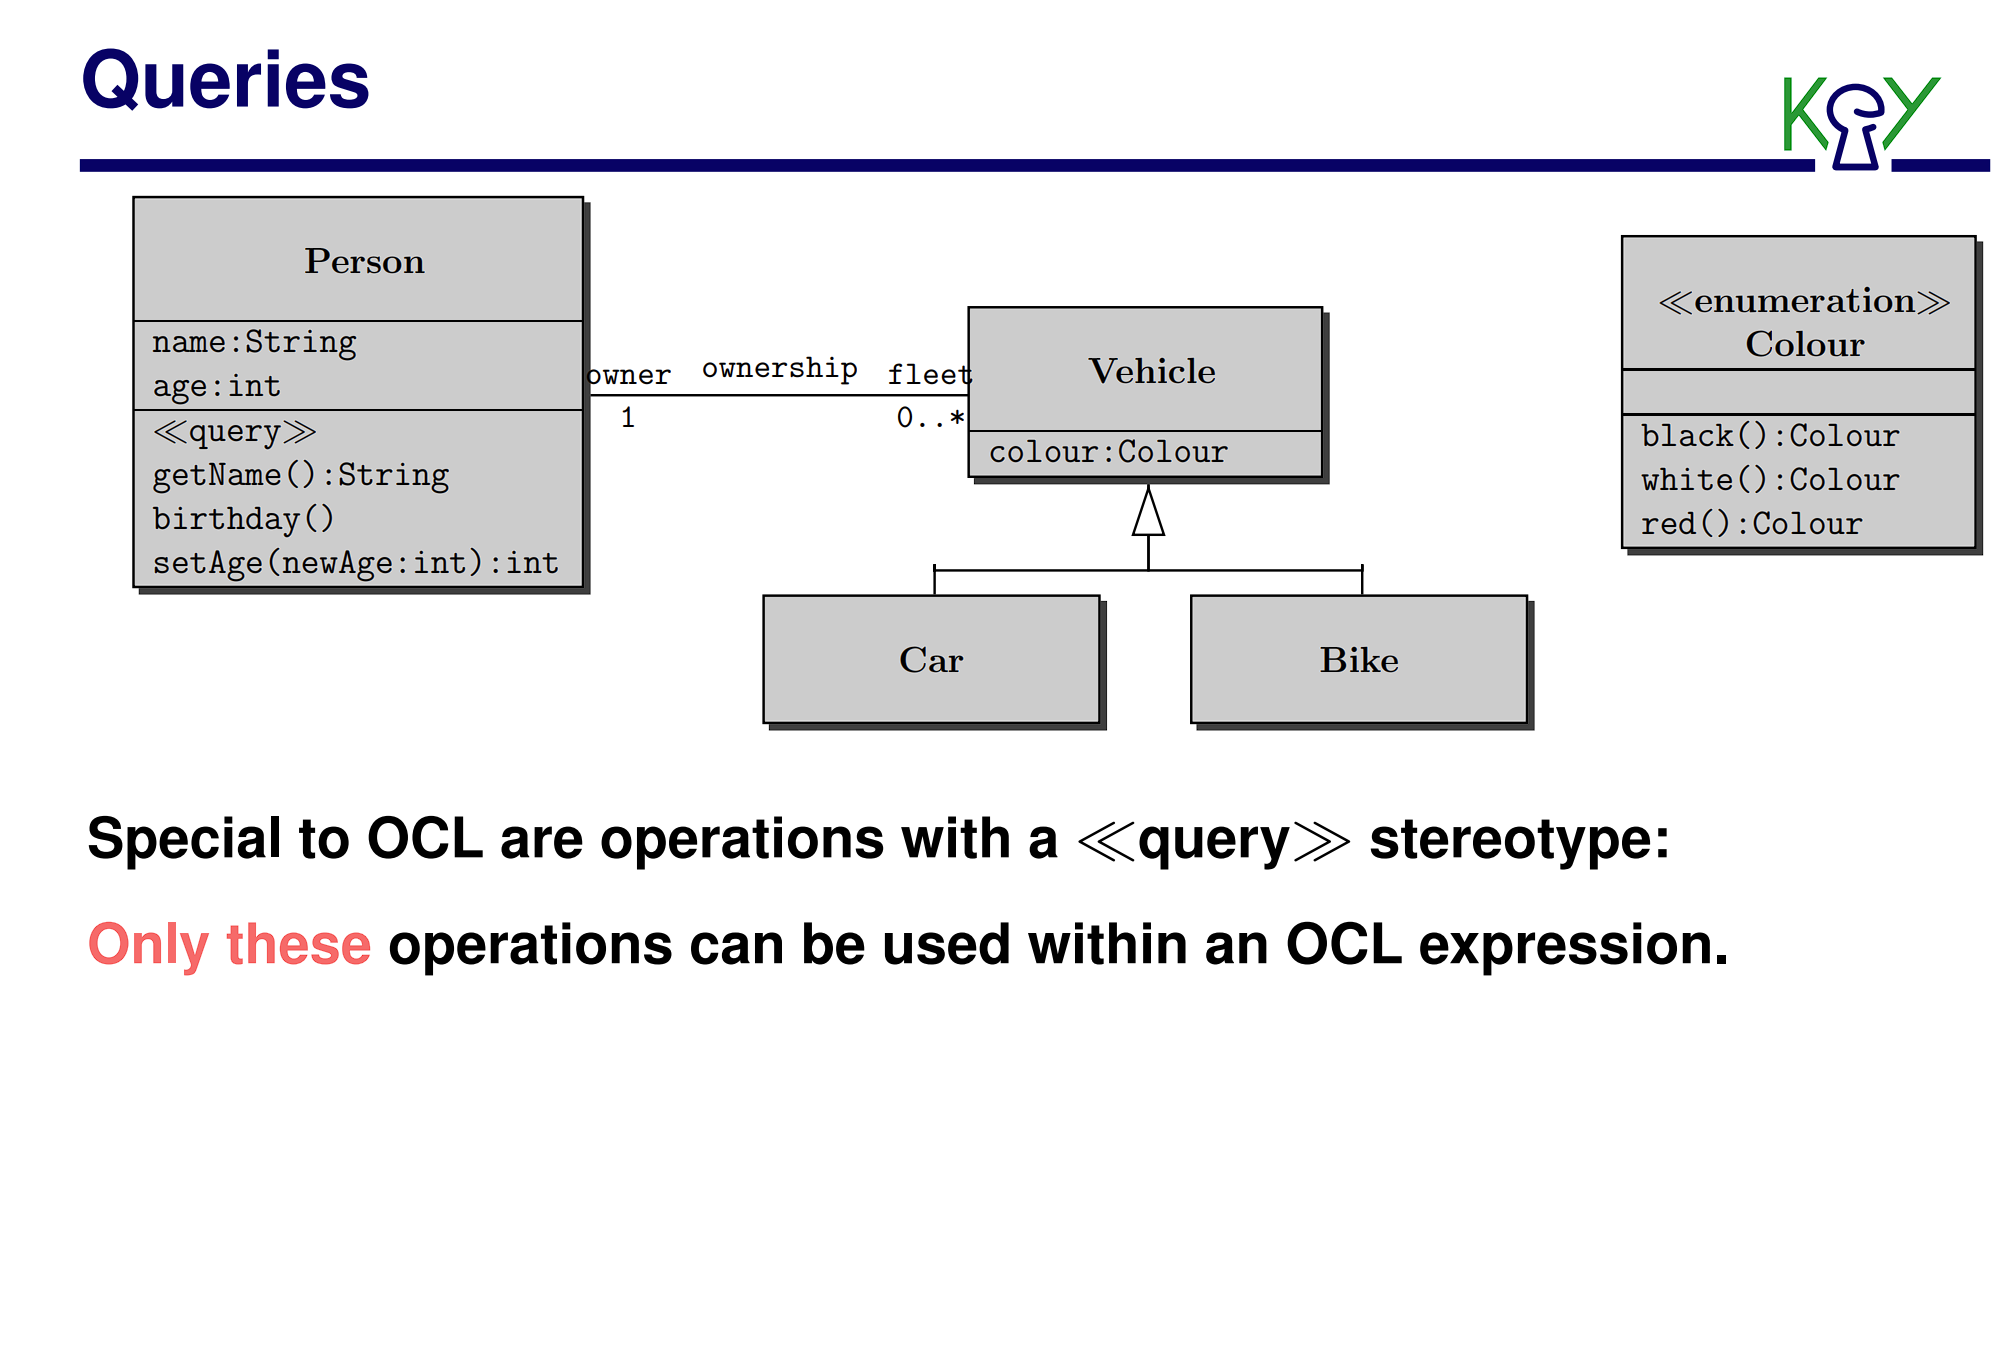 Queries
KeY
Person
name:String
age:int
≪query≫
getName():String
birthday()
setAge(newAge:int):int
owner
ownership
fleet
1
0..*
Vehicle
colour:Colour
≪enumeration≫
Colour
black():Colour
white():Colour
red():Colour
Car
Bike
Special to OCL are operations with a ≪query≫ stereotype:
Only these operations can be used within an OCL expression.